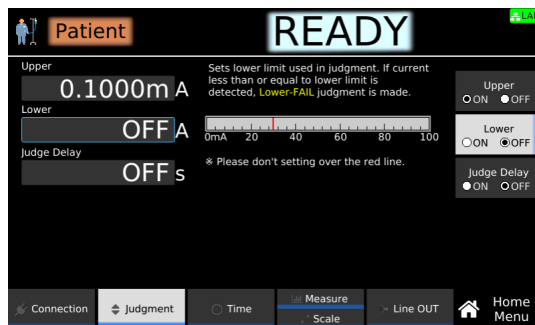 Patient
READY
LAN
Upper
0.1000m A
Lower
OFF A
Judge Delay
OFF s
Sets lower limit used in judgment. If current
less than or equal to lower limit is
detected, Lower-FAIL judgment is made.
0mA 20 40 60 80 100
※ Please don't setting over the red line.
Upper
ON OFF
Lower
ON OFF
Judge Delay
ON OFF
Connection
Judgment
Time
Measure
Scale
Line OUT
Home
Menu